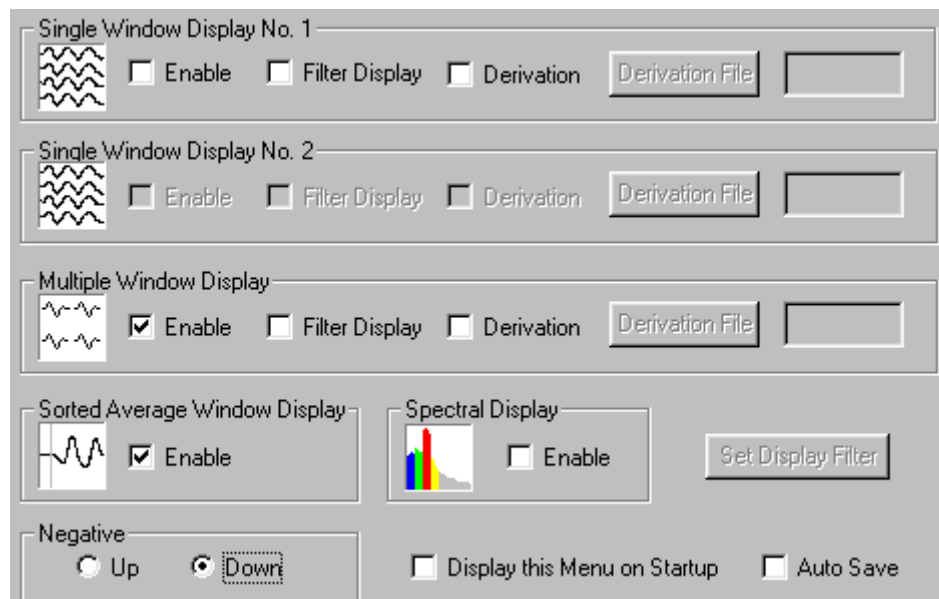 Single Window Display No. 1
Enable Filter Display Derivation Derivation File
Single Window Display No. 2
Enable Filter Display Derivation Derivation File
Multiple Window Display
Enable Filter Display Derivation Derivation File
Sorted Average Window Display Spectral Display
Enable Enable Set Display Filter
Negative
Up Down Display this Menu on Startup Auto Save